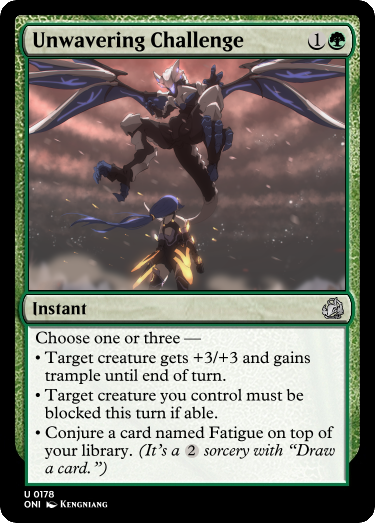 Unwavering Challenge 1
Instant
Choose one or three —
• Target creature gets +3/+3 and gains
trample until end of turn.
• Target creature you control must be
blocked this turn if able.
• Conjure a card named Fatigue on top of
your library. (It's a 2 sorcery with “Draw
a card.”)
U 0178
ONI KENGNIANG